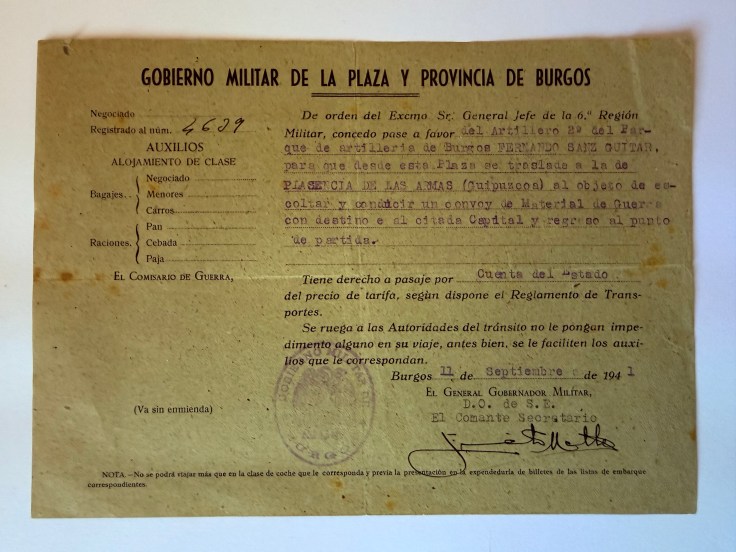 GOBIERNO MILITAR DE LA PLAZA Y PROVINCIA DE BURGOS
Negociado
Registrado al núm. 4639
AUXILIOS
ALOJAMIENTO DE CLASE
Bagajes.
Negociado
Menores
Carros
Raciones.
Pan
Cebada
Paja
EL COMISARIO DE GUERRA,
(Va sin enmienda)
De orden del Excmo Sr. General Jefe de la 6.ª Región
Militar, concedo pase a favor del Artillero 2º del Par-
que de artilleria de Burgos FERNANDO SANZ GUITAR,
para que desde esta Plaza se traslade a la de
PLASENCIA DE LAS ARMAS (Guipuzcoa) al objeto de es-
coltar y conducir un convoy de Material de Guerra
con destino e al citada Capital y regreso al punto
de partida.
Tiene derecho a pasaje por Cuenta del Estado
del precio de tarifa, según dispone el Reglamento de Trans-
portes.
Se ruega a las Autoridades del tránsito no le pongan impe-
dimento alguno en su viaje, antes bien, se le faciliten los auxi-
lios que le correspondan.
Burgos 11 de Septiembre de 1941
EL GENERAL GOBERNADOR MILITAR,
D.O. de S.E.
El Comante Secretario
GOBIERNO MILITAR DE
BURGOS
NOTA.—No se podrá viajar más que en la clase de coche que le corresponda y previa la presentación en la expendeduría de billetes de las listas de embarque
correspondientes.